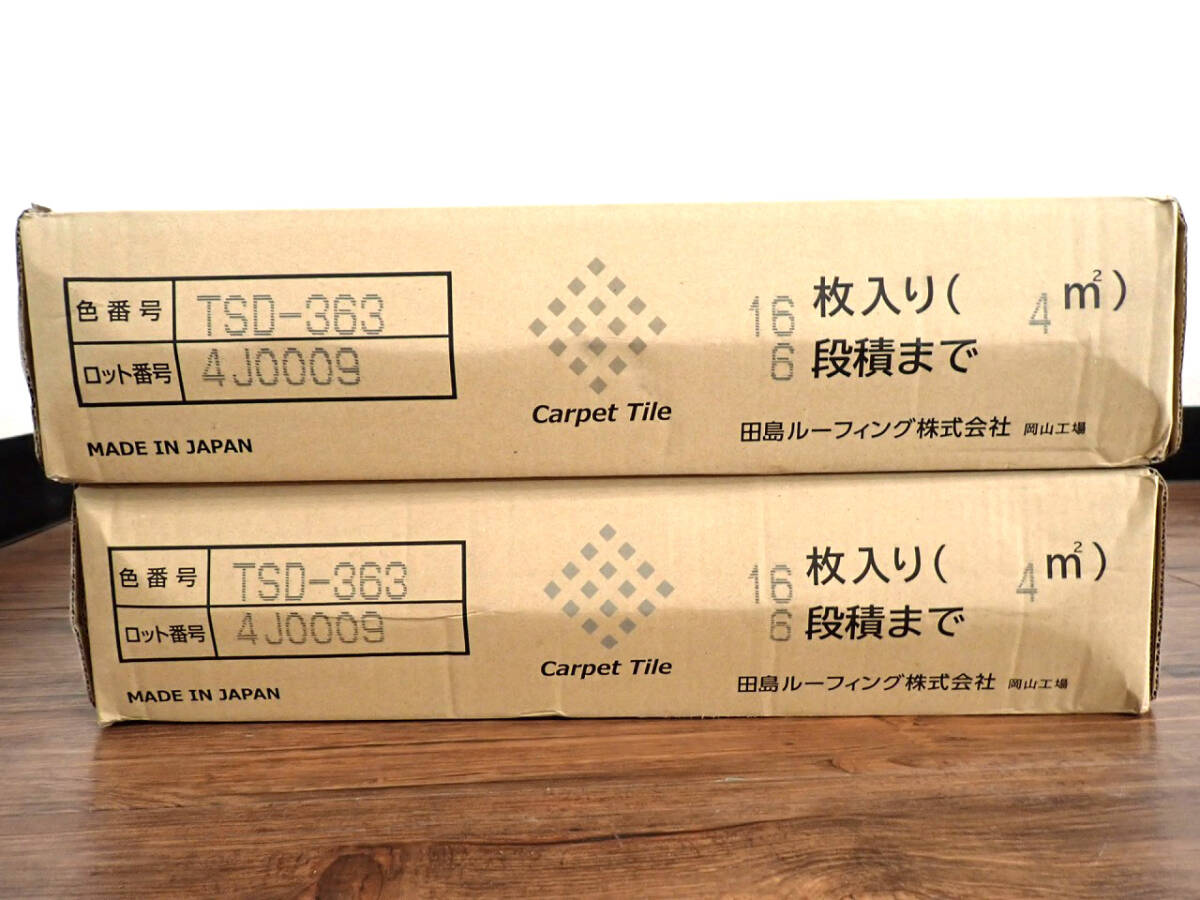 色番号 TSD-363
ロット番号 4J0009
MADE IN JAPAN
Carpet Tile
16 枚入り( 4 ㎡)
6 段積まで
田島ルーフィング株式会社 岡山工場
色番号 TSD-363
ロット番号 4J0009
MADE IN JAPAN
Carpet Tile
16 枚入り( 4 ㎡)
6 段積まで
田島ルーフィング株式会社 岡山工場